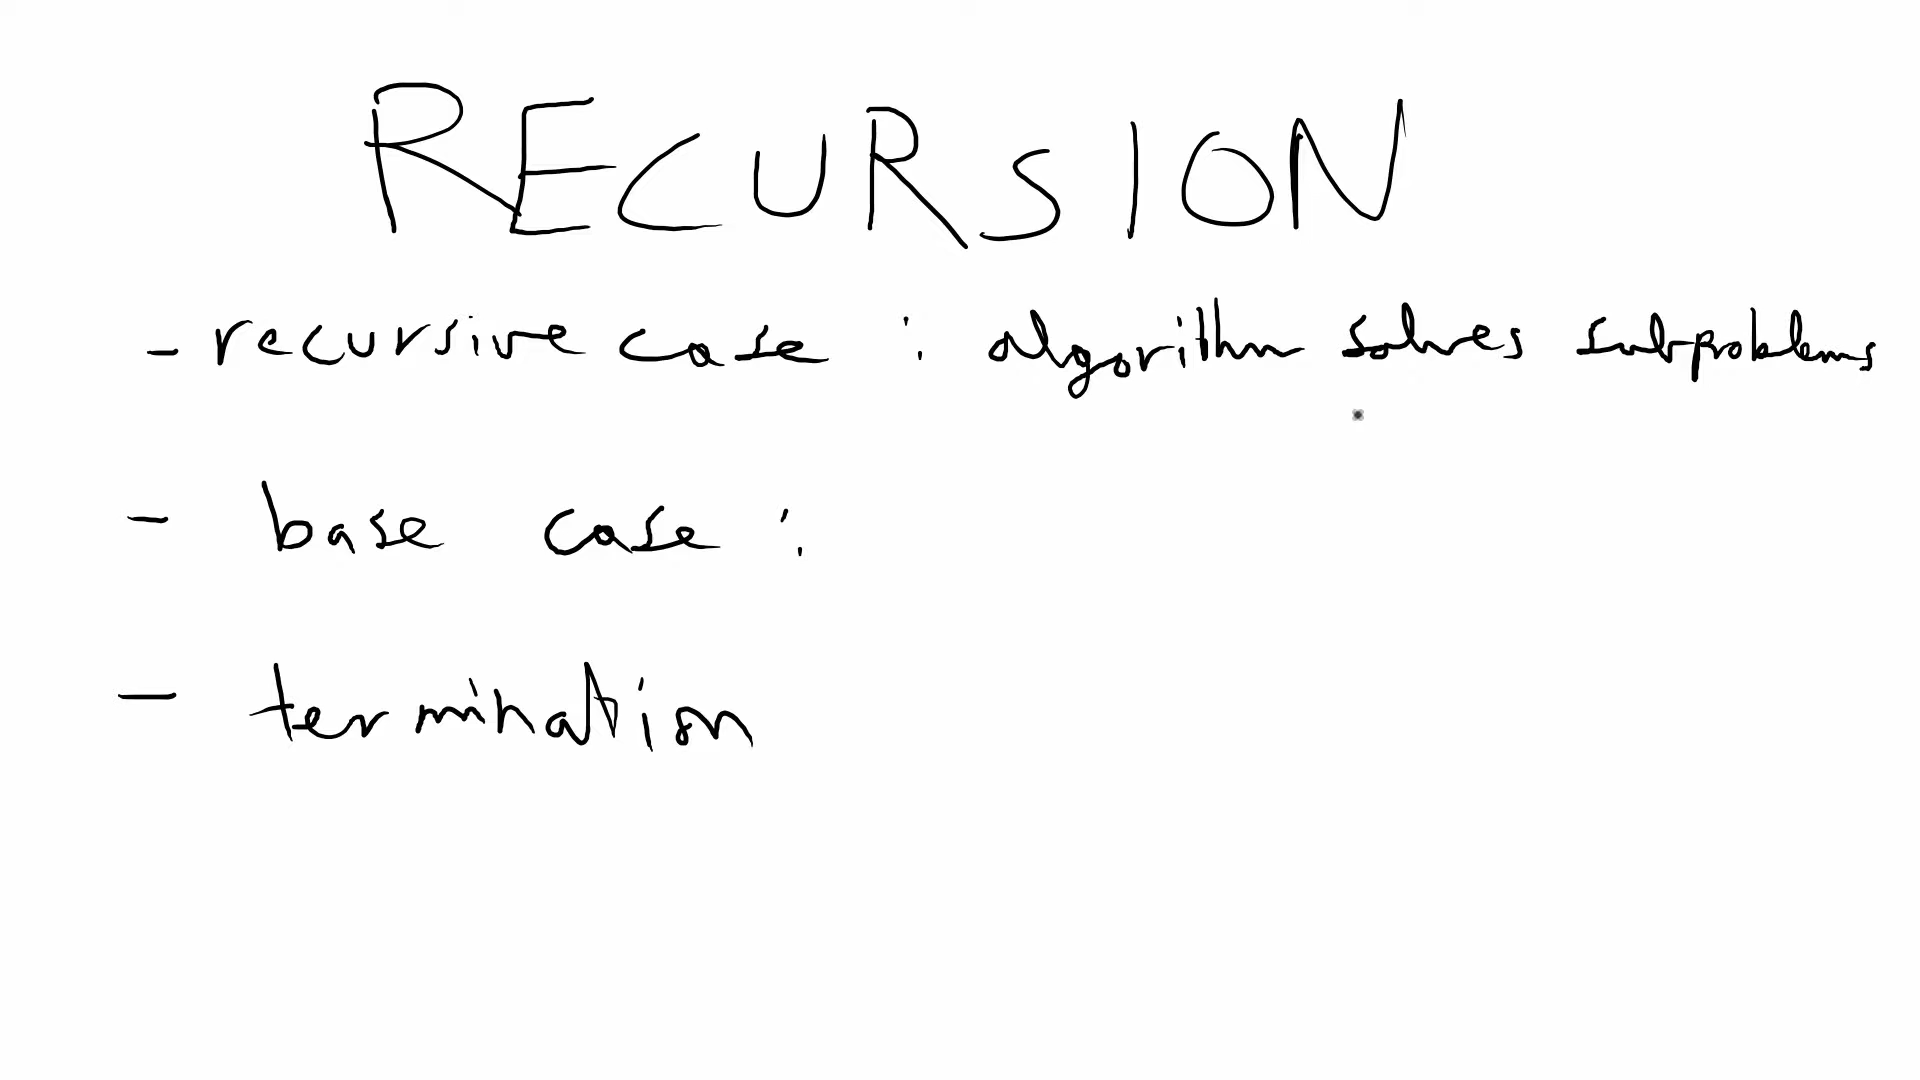 RECURSION
- recursive case : algorithm solves subproblems
- base case :
- termination